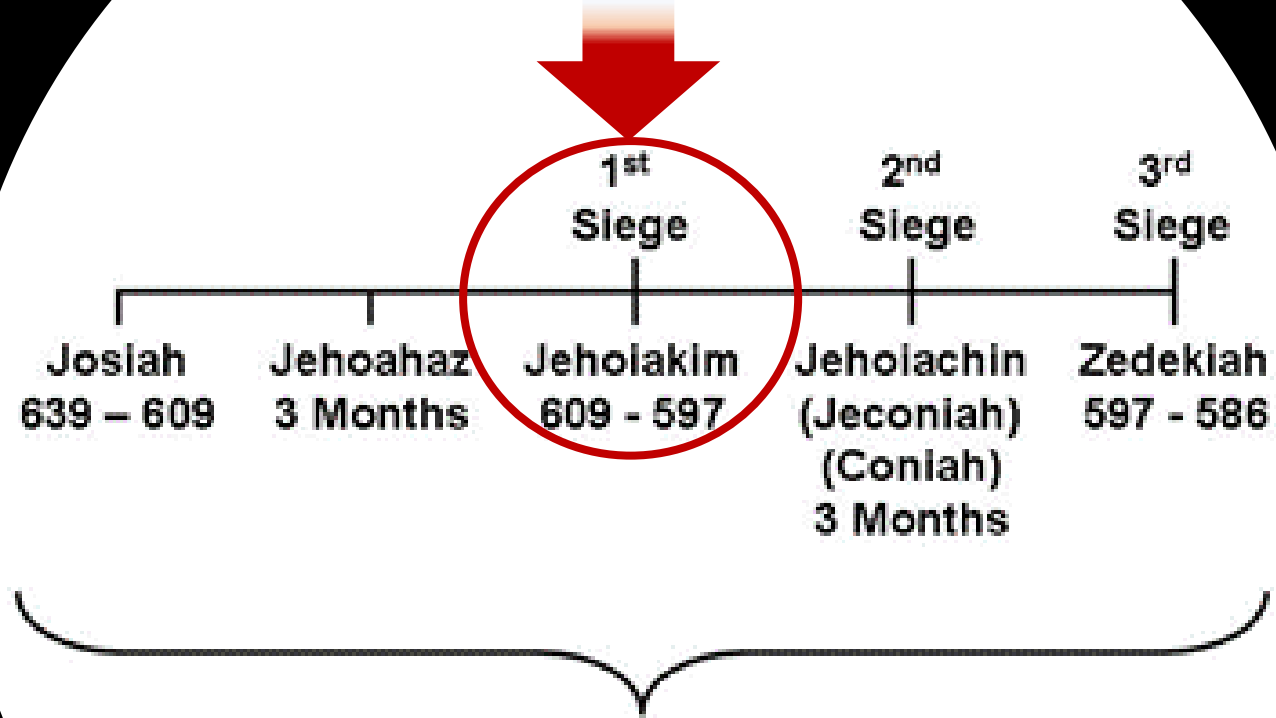 1st
Siege
2nd
Siege
3rd
Siege
Josiah
639 – 609
Jehoahaz
3 Months
Jehoiakim
609 - 597
Jehoiachin
(Jeconiah)
(Coniah)
3 Months
Zedekiah
597 - 586